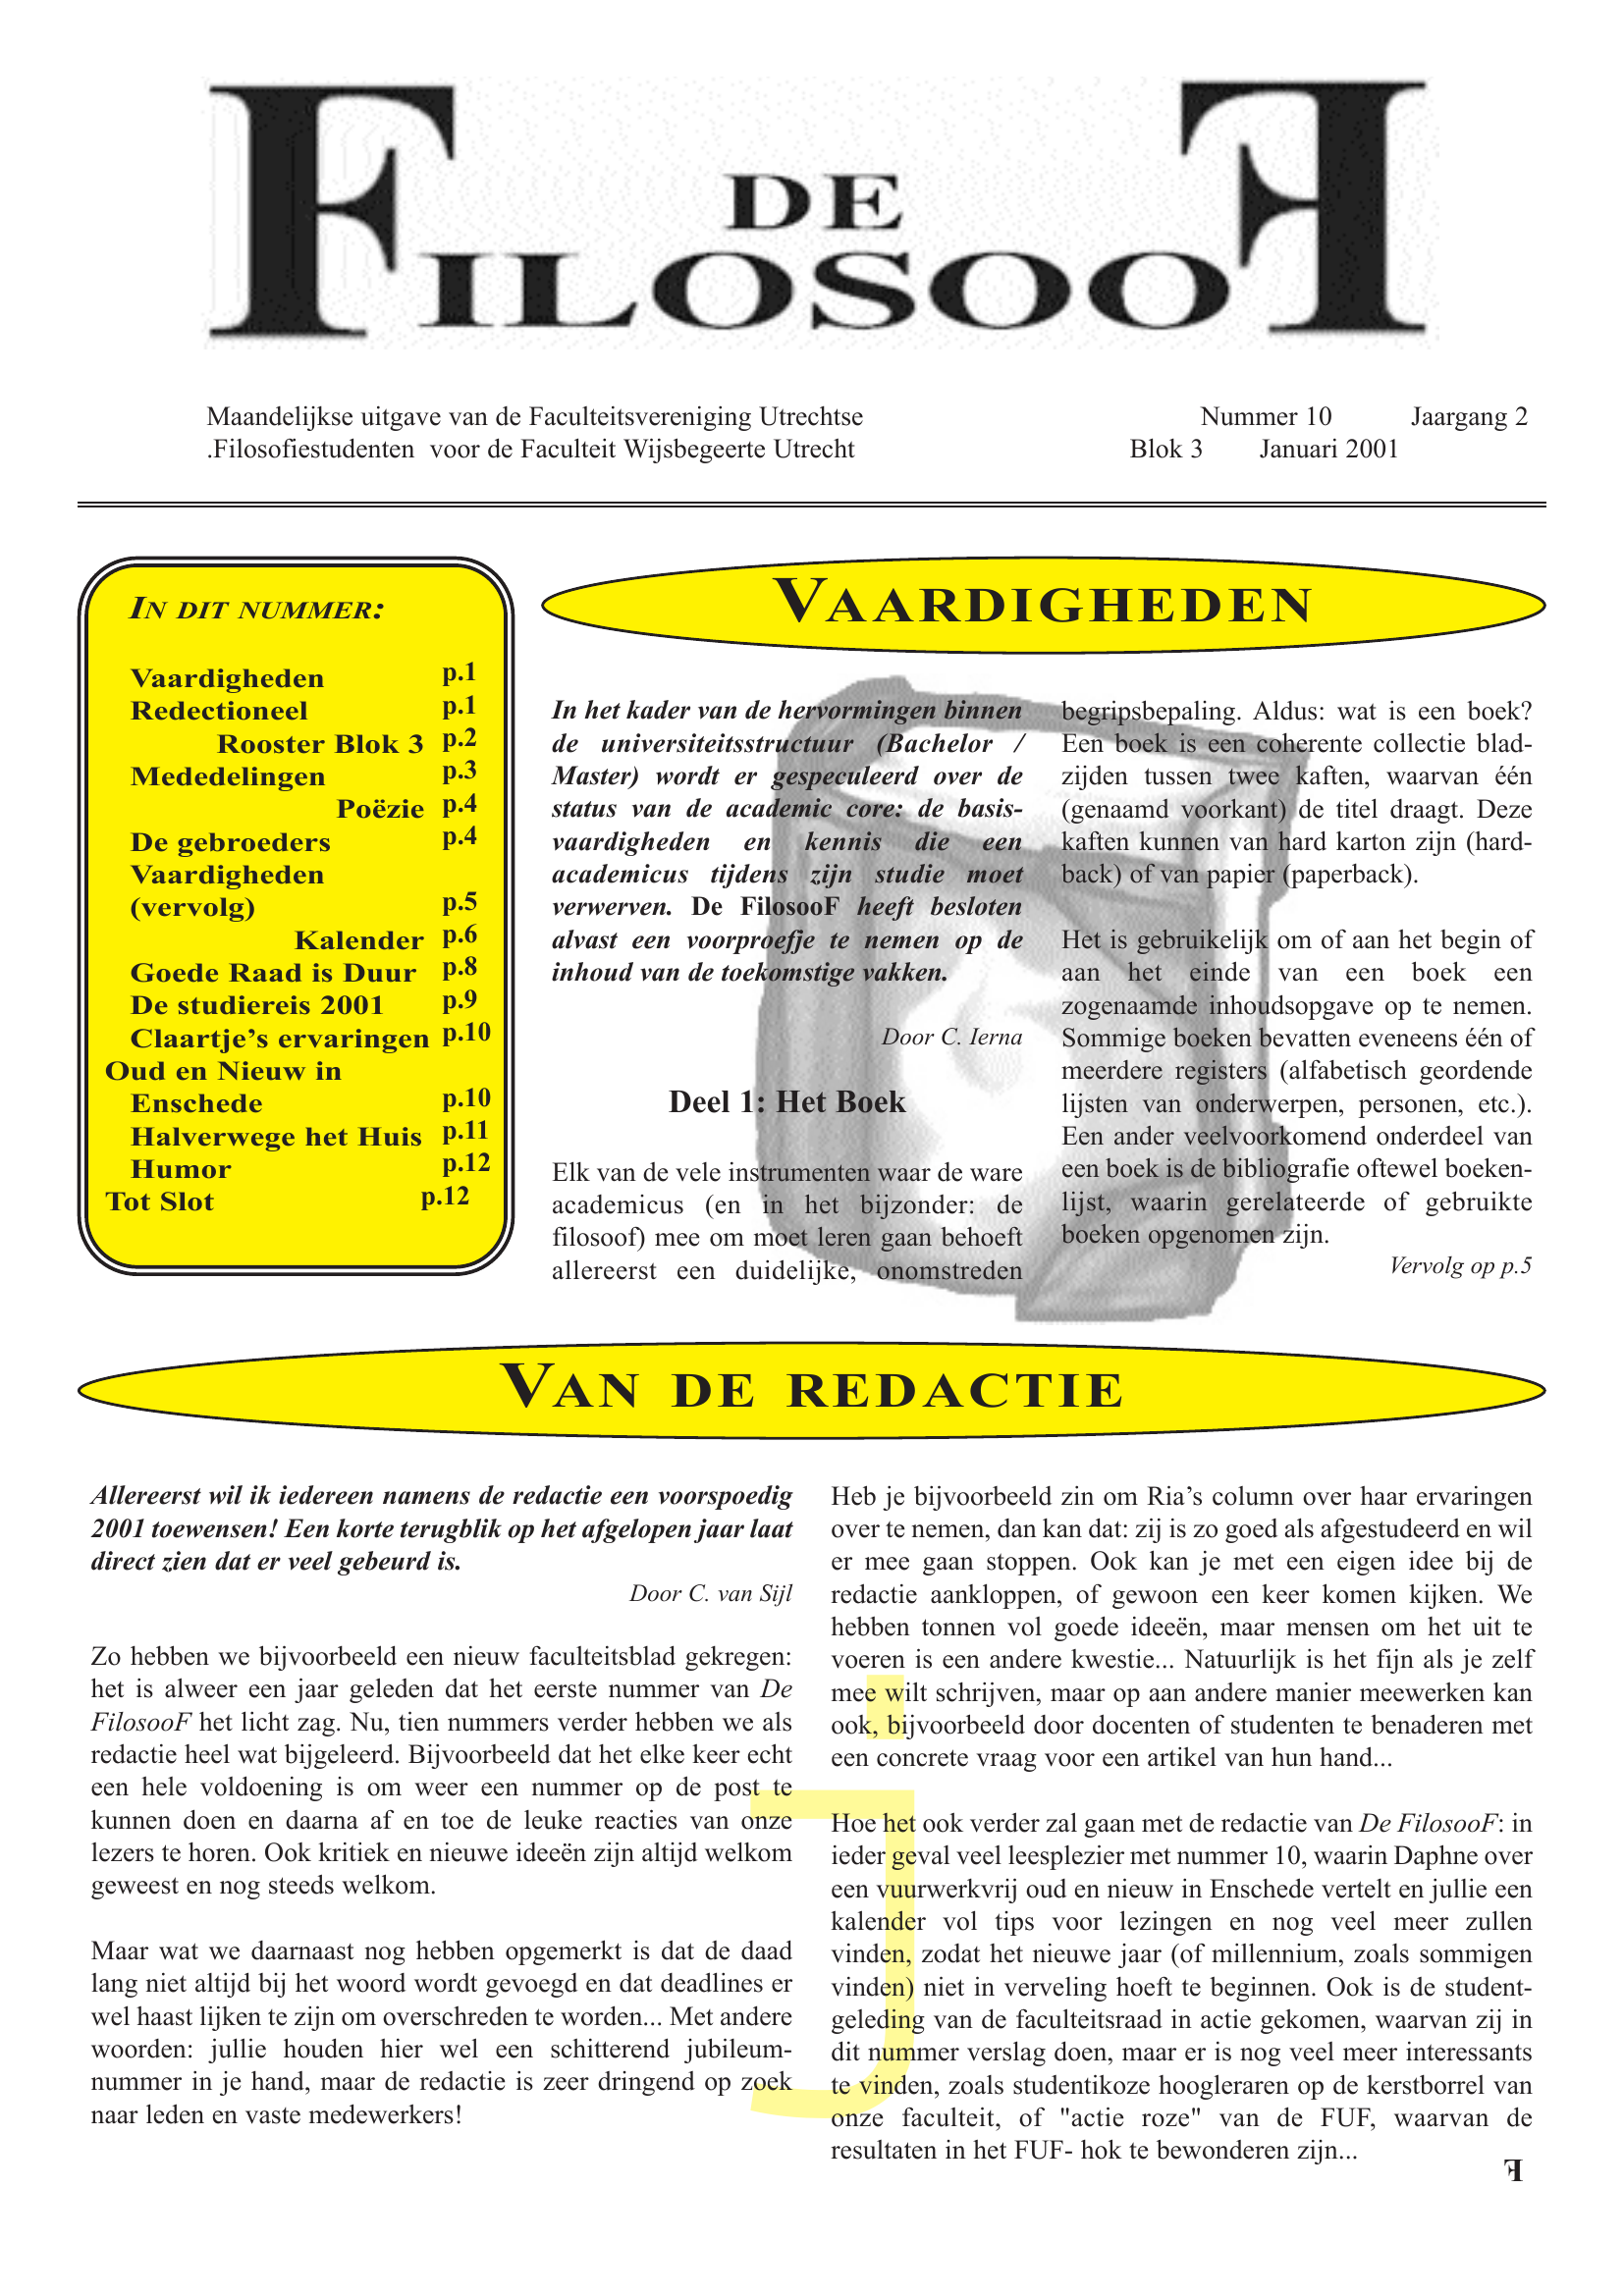 DE
FILOSOOF
Maandelijkse uitgave van de Faculteitsvereniging Utrechtse
.Filosofiestudenten voor de Faculteit Wijsbegeerte Utrecht
Nummer 10 Jaargang 2
Blok 3 Januari 2001
IN DIT NUMMER:
Vaardigheden p.1
Redectioneel p.1
Rooster Blok 3 p.2
Mededelingen p.3
Poëzie p.4
De gebroeders p.4
Vaardigheden
(vervolg) p.5
Kalender p.6
Goede Raad is Duur p.8
De studiereis 2001 p.9
Claartje’s ervaringen p.10
Oud en Nieuw in
Enschede p.10
Halverwege het Huis p.11
Humor p.12
Tot Slot p.12
VAARDIGHEDEN
In het kader van de hervormingen binnen
de universiteitsstructuur (Bachelor /
Master) wordt er gespeculeerd over de
status van de academic core: de basis-
vaardigheden en kennis die een
academicus tijdens zijn studie moet
verwerven. De FilosooF heeft besloten
alvast een voorproefje te nemen op de
inhoud van de toekomstige vakken.
Door C. Ierna
Deel 1: Het Boek
Elk van de vele instrumenten waar de ware
academicus (en in het bijzonder: de
filosoof) mee om moet leren gaan behoeft
allereerst een duidelijke, onomstreden
begripsbepaling. Aldus: wat is een boek?
Een boek is een coherente collectie blad-
zijden tussen twee kaften, waarvan één
(genaamd voorkant) de titel draagt. Deze
kaften kunnen van hard karton zijn (hard-
back) of van papier (paperback).
Het is gebruikelijk om of aan het begin of
aan het einde van een boek een
zogenaamde inhoudsopgave op te nemen.
Sommige boeken bevatten eveneens één of
meerdere registers (alfabetisch geordende
lijsten van onderwerpen, personen, etc.).
Een ander veelvoorkomend onderdeel van
een boek is de bibliografie oftewel boeken-
lijst, waarin gerelateerde of gebruikte
boeken opgenomen zijn.
Vervolg op p.5
VAN DE REDACTIE
Allereerst wil ik iedereen namens de redactie een voorspoedig
2001 toewensen! Een korte terugblik op het afgelopen jaar laat
direct zien dat er veel gebeurd is.
Door C. van Sijl
Zo hebben we bijvoorbeeld een nieuw faculteitsblad gekregen:
het is alweer een jaar geleden dat het eerste nummer van De
FilosooF het licht zag. Nu, tien nummers verder hebben we als
redactie heel wat bijgeleerd. Bijvoorbeeld dat het elke keer echt
een hele voldoening is om weer een nummer op de post te
kunnen doen en daarna af en toe de leuke reacties van onze
lezers te horen. Ook kritiek en nieuwe ideeën zijn altijd welkom
geweest en nog steeds welkom.
Maar wat we daarnaast nog hebben opgemerkt is dat de daad
lang niet altijd bij het woord wordt gevoegd en dat deadlines er
wel haast lijken te zijn om overschreden te worden... Met andere
woorden: jullie houden hier wel een schitterend jubileum-
nummer in je hand, maar de redactie is zeer dringend op zoek
naar leden en vaste medewerkers!
Heb je bijvoorbeeld zin om Ria’s column over haar ervaringen
over te nemen, dan kan dat: zij is zo goed als afgestudeerd en wil
er mee gaan stoppen. Ook kan je met een eigen idee bij de
redactie aankloppen, of gewoon een keer komen kijken. We
hebben tonnen vol goede ideeën, maar mensen om het uit te
voeren is een andere kwestie... Natuurlijk is het fijn als je zelf
mee wilt schrijven, maar op aan andere manier meewerken kan
ook, bijvoorbeeld door docenten of studenten te benaderen met
een concrete vraag voor een artikel van hun hand...
Hoe het ook verder zal gaan met de redactie van De FilosooF: in
ieder geval veel leesplezier met nummer 10, waarin Daphne over
een vuurwerkvrij oud en nieuw in Enschede vertelt en jullie een
kalender vol tips voor lezingen en nog veel meer zullen
vinden, zodat het nieuwe jaar (of millennium, zoals sommigen
vinden) niet in verveling hoeft te beginnen. Ook is de student-
geleding van de faculteitsraad in actie gekomen, waarvan zij in
dit nummer verslag doen, maar er is nog veel meer interessants
te vinden, zoals studentikoze hoogleraren op de kerstborrel van
onze faculteit, of "actie roze" van de FUF, waarvan de
resultaten in het FUF- hok te bewonderen zijn...
j
F